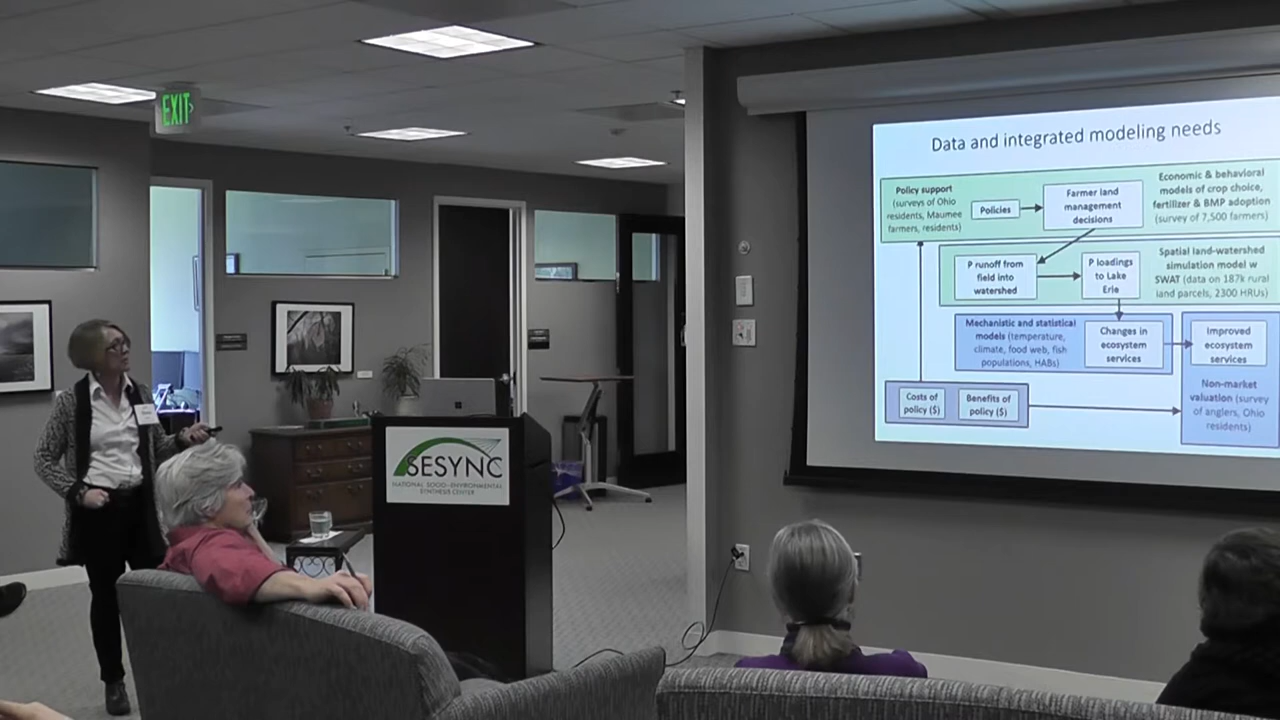 EXIT
Data and integrated modeling needs
Policy support
(surveys of Ohio
residents, Maumee
farmers, residents)
Policies
Farmer land
management
decisions
Economic & behavioral
models of crop choice,
fertilizer & BMP adoption
(survey of 7,500 farmers)
P runoff from
field into
watershed
P loadings
to Lake
Erie
Spatial land-watershed
simulation model w
SWAT (data on 187k rural
land parcels, 2300 HRUs)
Mechanistic and statistical
models (temperature,
climate, food web, fish
populations, HABs)
Changes in
ecosystem
services
Improved
ecosystem
services
Non-market
valuation (survey
of anglers, Ohio
residents)
Costs of
policy ($)
Benefits of
policy ($)
SESYNC
NATIONAL SOCIO-ENVIRONMENTAL
SYNTHESIS CENTER